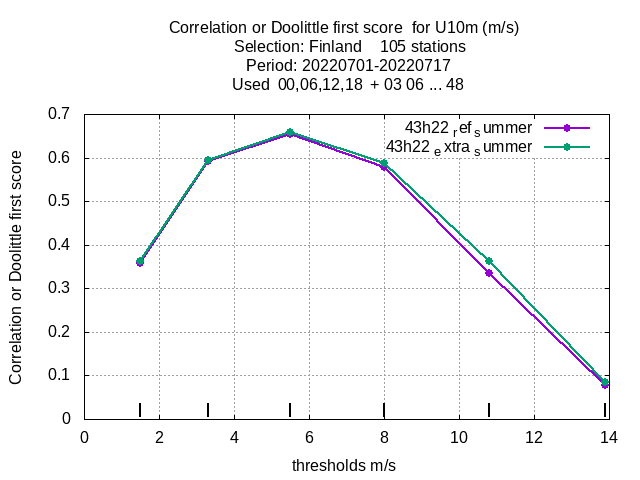 Correlation or Doolittle first score  for U10m (m/s)
Selection: Finland    105 stations
Period: 20220701-20220717
Used  00,06,12,18  + 03 06 ... 48
43h22 ref summer
43h22 extra summer
Correlation or Doolittle first score
0.7
0.6
0.5
0.4
0.3
0.2
0.1
0
0 2 4 6 8 10 12 14
thresholds m/s